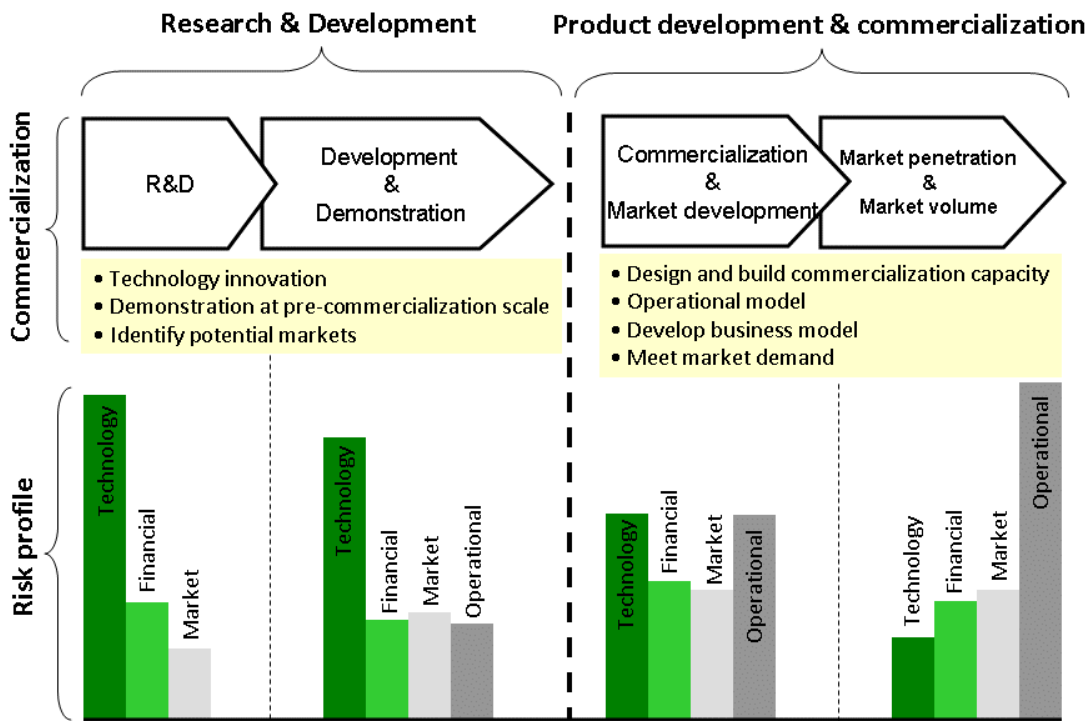 Research & Development
Product development & commercialization
Commercialization
R&D
Development
&
Demonstration
Commercialization
&
Market development
Market penetration
&
Market volume
• Technology innovation
• Demonstration at pre-commercialization scale
• Identify potential markets
• Design and build commercialization capacity
• Operational model
• Develop business model
• Meet market demand
Risk profile
Technology
Financial
Market
Technology
Financial
Market
Operational
Technology
Financial
Market
Operational
Technology
Financial
Market
Operational